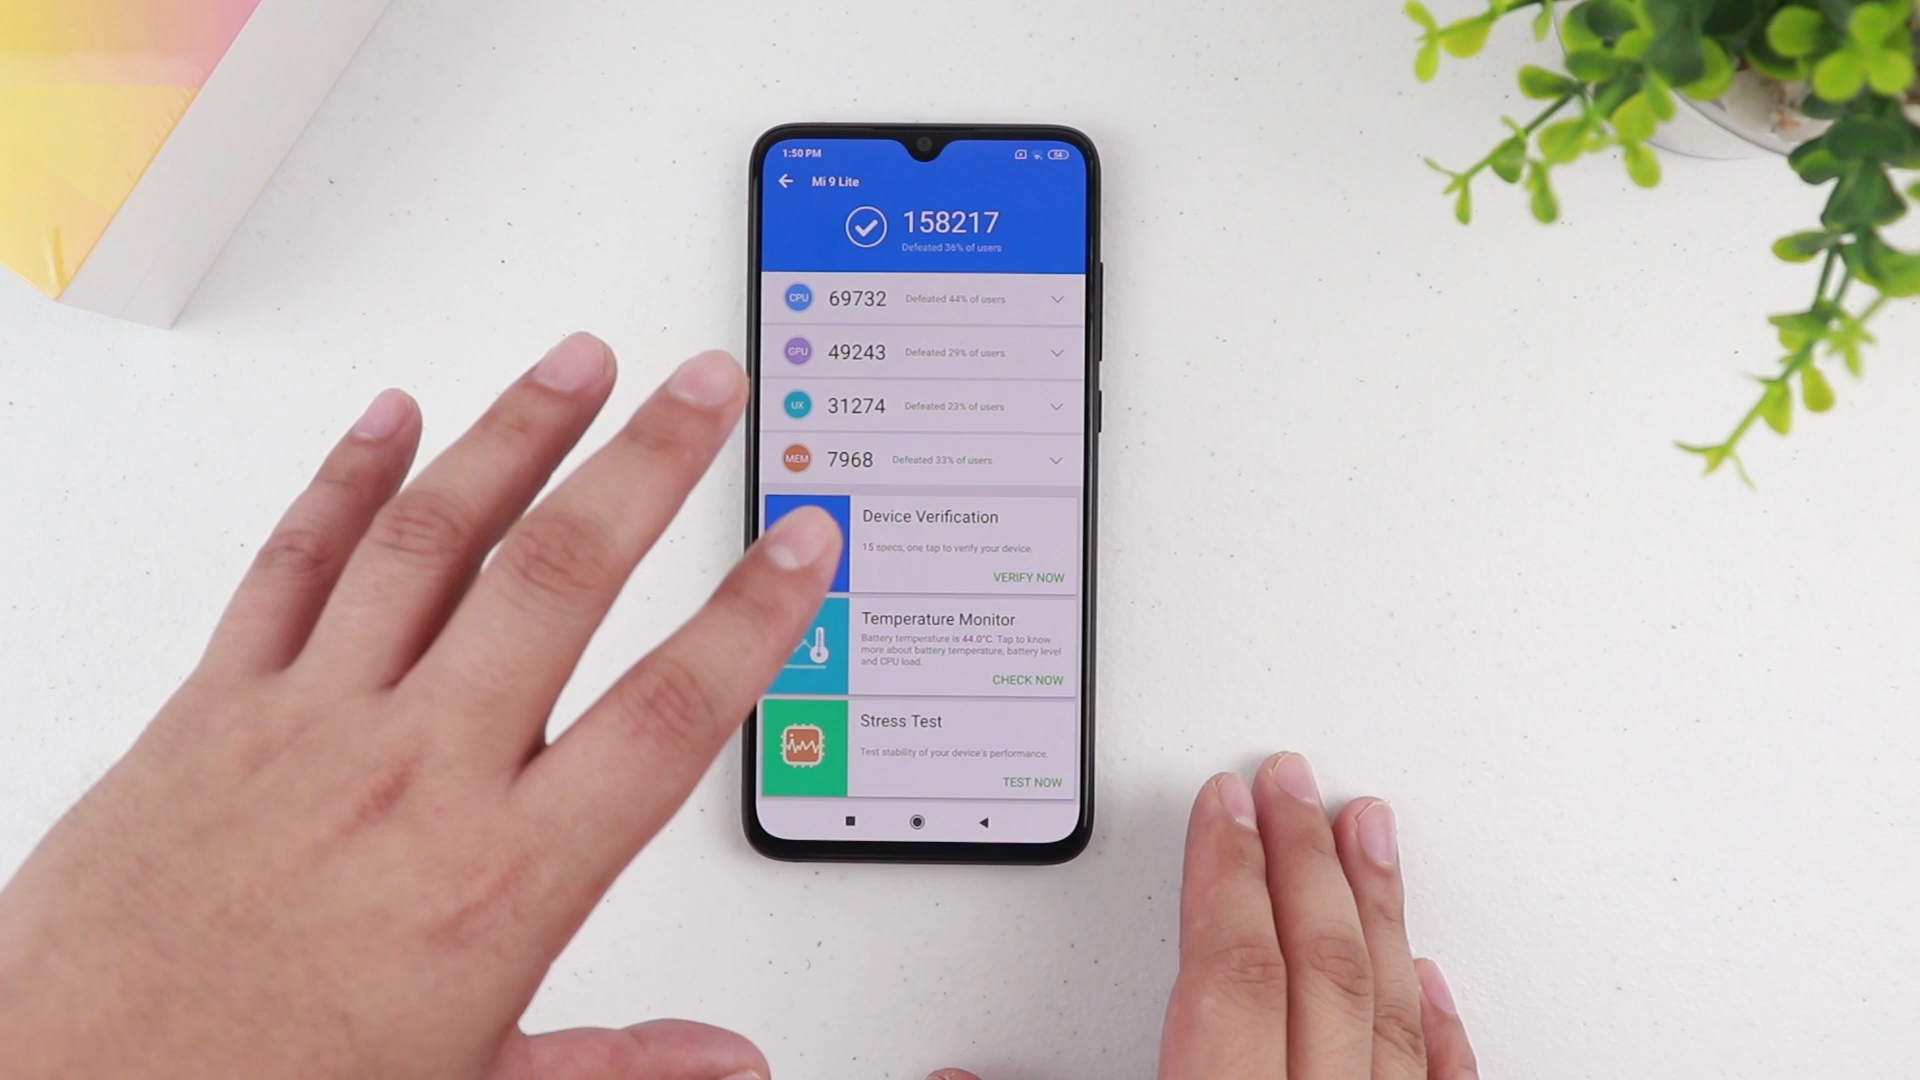 1:50 PM
56
Mi 9 Lite
158217
Defeated 36% of users
CPU 69732 Defeated 44% of users
GPU 49243 Defeated 29% of users
UX 31274 Defeated 23% of users
MEM 7968 Defeated 33% of users
Device Verification
15 specs, one tap to verify your device.
VERIFY NOW
Temperature Monitor
Battery temperature is 44.0°C. Tap to know
more about battery temperature, battery level
and CPU load.
CHECK NOW
Stress Test
Test stability of your device's performance.
TEST NOW